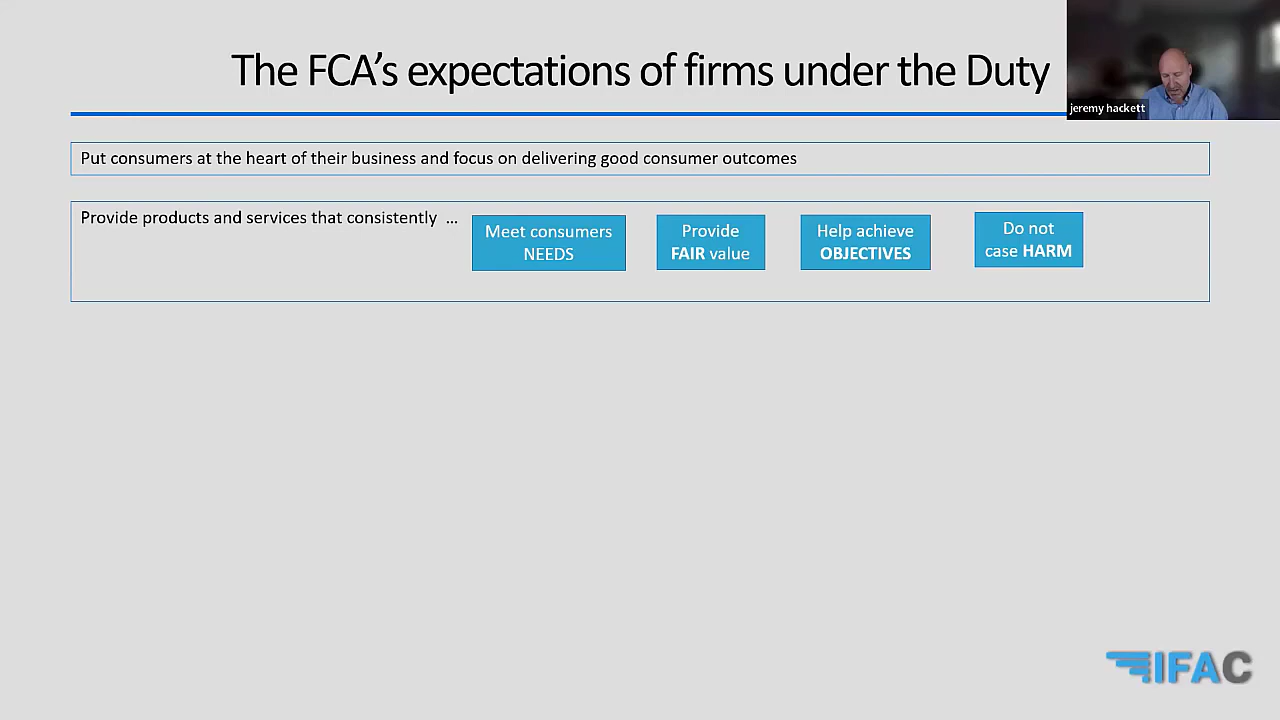 The FCA's expectations of firms under the Duty
jeremy hackett
Put consumers at the heart of their business and focus on delivering good consumer outcomes
Provide products and services that consistently ...
Meet consumers
NEEDS
Provide
FAIR value
Help achieve
OBJECTIVES
Do not
case HARM
IFAC